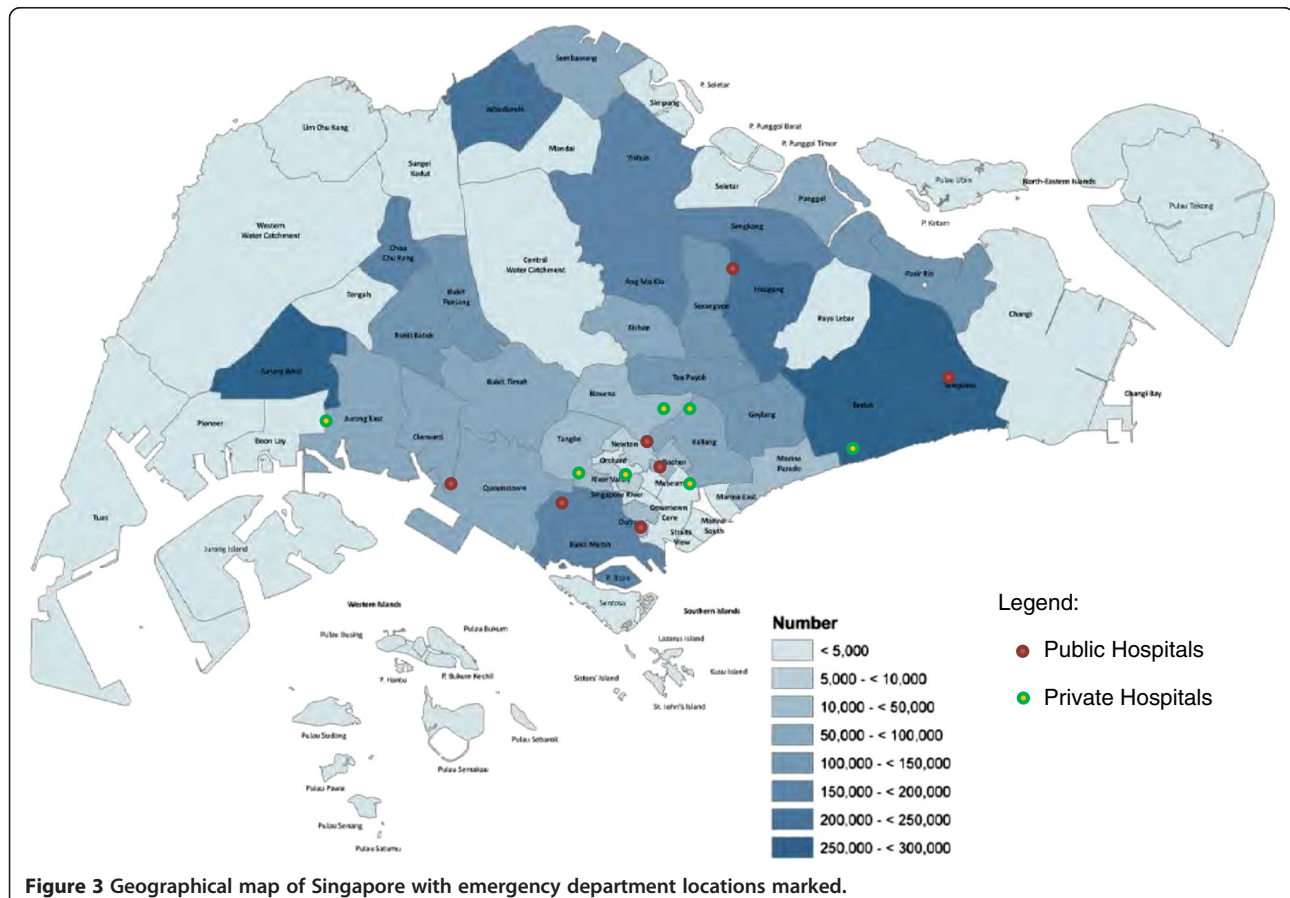 Sembawang
P. Seletar
Woodlands
Simpang
Lim Chu Kang
P. Punggol Barat
Mandai
P. Punggol Timor
Sungei
Kadut
Yishun
Seletar
Pulau Ubin
North-Eastern Islands
Punggol
Pulau Tekong
P. Ketam
Western
Water Catchment
Sengkang
Choa
Chu Kang
Central
Water Catchment
Pasir Ris
Ang Mo Kio
Hougang
Tengah
Bukit
Panjang
Serangoon
Paya Lebar
Changi
Bishan
Bukit Batok
Jurong West
Bukit Timah
Toa Payoh
Tampines
Novena
Bedok
Changi Bay
Geylang
Pioneer
Jurong East
Boon Lay
Clementi
Tanglin
Newton
Kallang
Orchard
Rochor
Marine
Parade
River Valley
Museum
Queenstown
Singapore River
Marina East
Downtown
Core
Marina
South
Tuas
Straits
View
Bukit Merah
Jurong Island
P. Brani
Sentosa
Western Islands
Southern Islands
Pulau Busing
Pulau Bukum
Lazarus Island
P. Hantu
P. Bukum Kechil
Sisters' Island
Kusu Island
St. John's Island
Pulau Sudong
Pulau Sebarok
Pulau Semakau
Pulau Pawai
Pulau Senang
Pulau Satumu
Number
< 5,000
5,000 - < 10,000
10,000 - < 50,000
50,000 - < 100,000
100,000 - < 150,000
150,000 - < 200,000
200,000 - < 250,000
250,000 - < 300,000
Legend:
Public Hospitals
Private Hospitals
Figure 3 Geographical map of Singapore with emergency department locations marked.